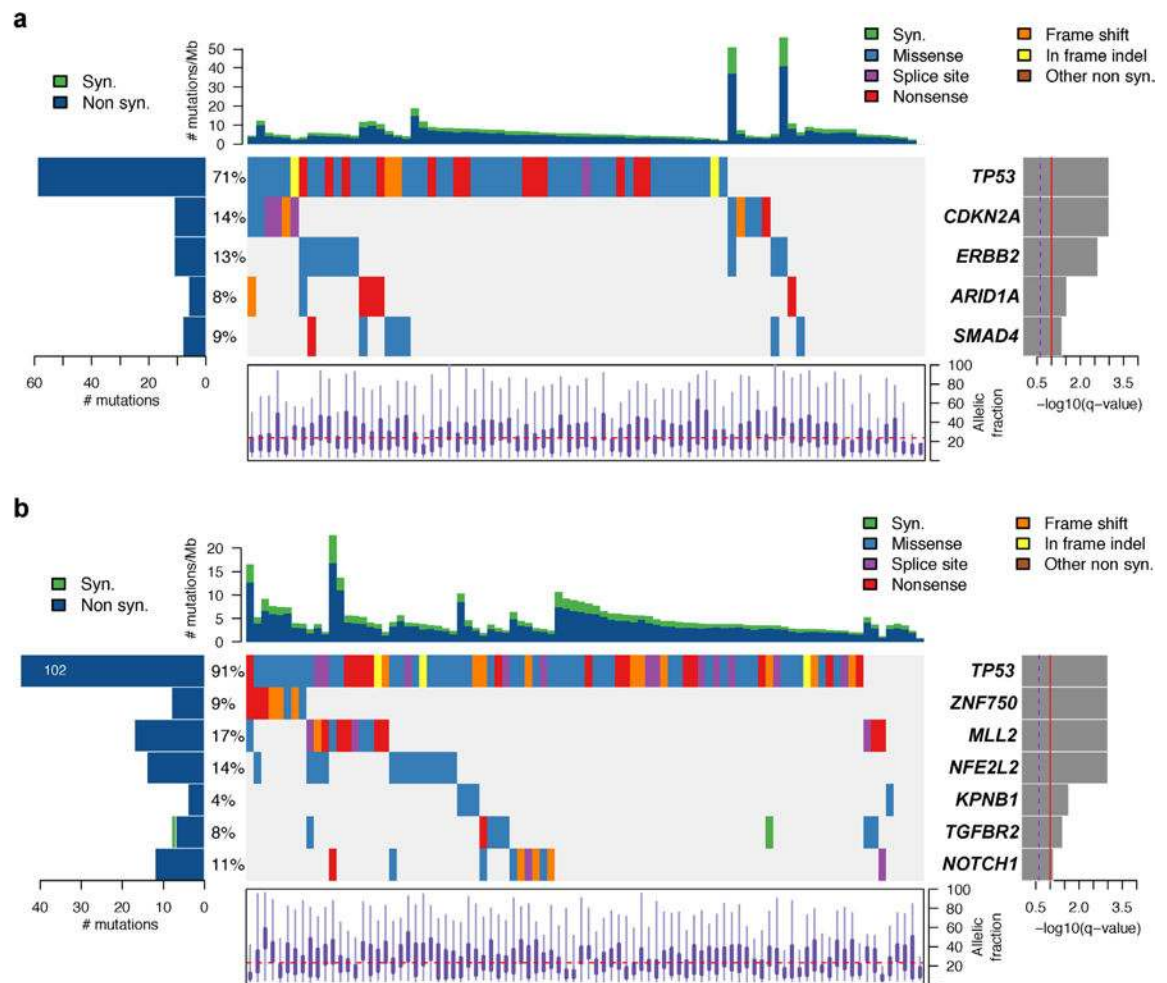 a
# mutations/Mb
50
40
30
20
10
0
Syn.
Non syn.
Syn.
Missense
Splice site
Nonsense
Frame shift
In frame indel
Other non syn.
71% TP53
14% CDKN2A
13% ERBB2
8% ARID1A
9% SMAD4
60 40 20 0
# mutations
100
80
60
40
20
Allelic
fraction
0.5 2.0 3.5
−log10(q-value)
b
# mutations/Mb
20
15
10
5
0
Syn.
Non syn.
Syn.
Missense
Splice site
Nonsense
Frame shift
In frame indel
Other non syn.
102 91% TP53
9% ZNF750
17% MLL2
14% NFE2L2
4% KPNB1
8% TGFBR2
11% NOTCH1
40 30 20 10 0
# mutations
100
80
60
40
20
Allelic
fraction
0.5 2.0 3.5
−log10(q-value)